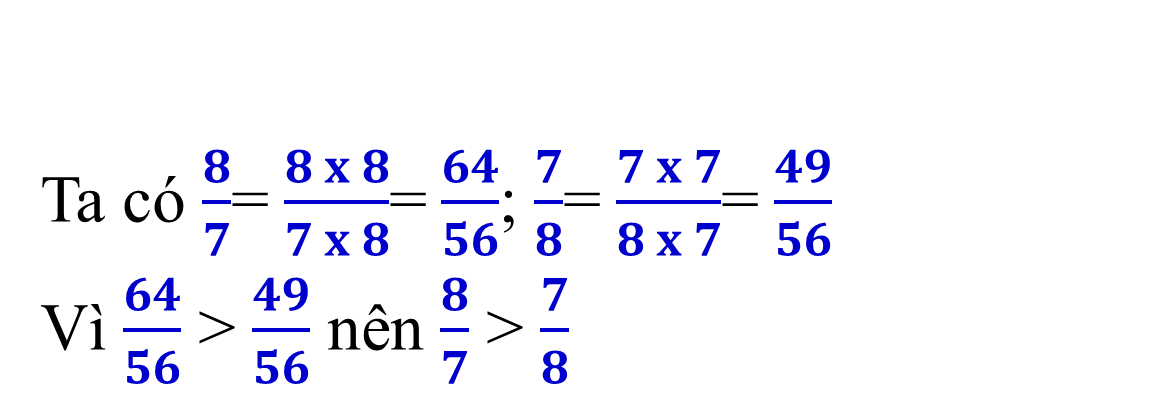 Ta có 8/7 = 8 x 8/7 x 8 = 64/56; 7/8 = 7 x 7/8 x 7 = 49/56
Vì 64/56 > 49/56 nên 8/7 > 7/8